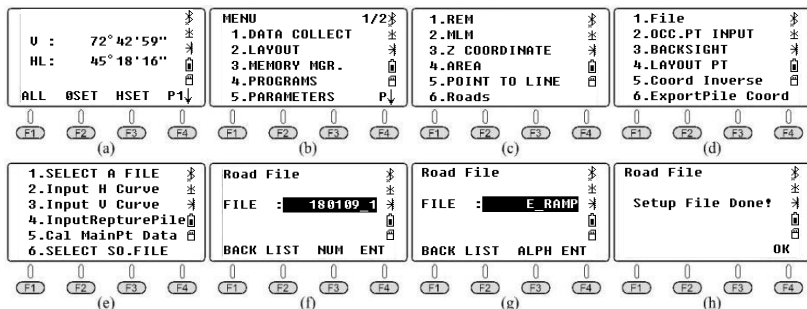 V :   72°42'59"
HL:   45°18'16"
ALL 0SET HSET P1↓
F1 F2 F3 F4
(a)
MENU 1/2
1.DATA COLLECT
2.LAYOUT
3.MEMORY MGR.
4.PROGRAMS
5.PARAMETERS P↓
F1 F2 F3 F4
(b)
1.REM
2.MLM
3.Z COORDINATE
4.AREA
5.POINT TO LINE
6.Roads
F1 F2 F3 F4
(c)
1.File
2.OCC.PT INPUT
3.BACKSIGHT
4.LAYOUT PT
5.Coord Inverse
6.ExportPile Coord
F1 F2 F3 F4
(d)
1.SELECT A FILE
2.Input H Curve
3.Input V Curve
4.InputRepturePile
5.Cal MainPt Data
6.SELECT SO.FILE
F1 F2 F3 F4
(e)
Road File
FILE : 180109_1
BACK LIST NUM ENT
F1 F2 F3 F4
(f)
Road File
FILE : E_RAMP
BACK LIST ALPH ENT
F1 F2 F3 F4
(g)
Road File
Setup File Done!
OK
F1 F2 F3 F4
(h)